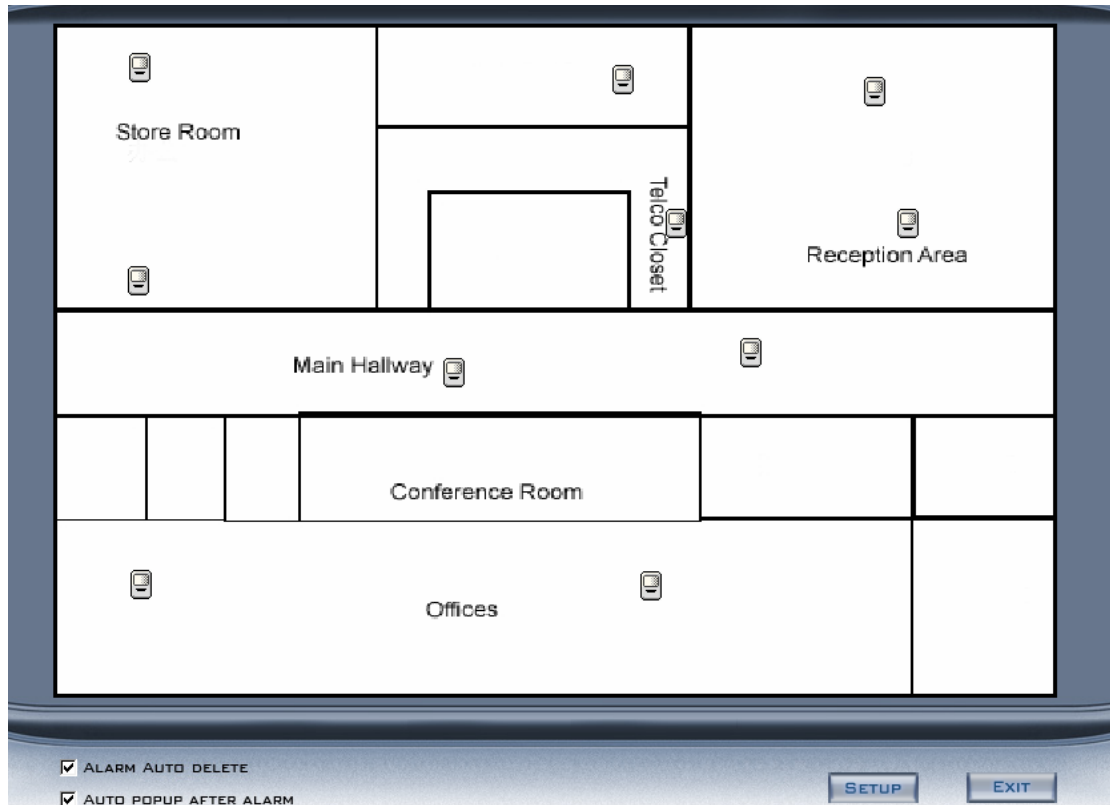 Store Room
Telco Closet
Reception Area
Main Hallway
Conference Room
Offices
ALARM AUTO DELETE
AUTO POPUP AFTER ALARM
SETUP
EXIT